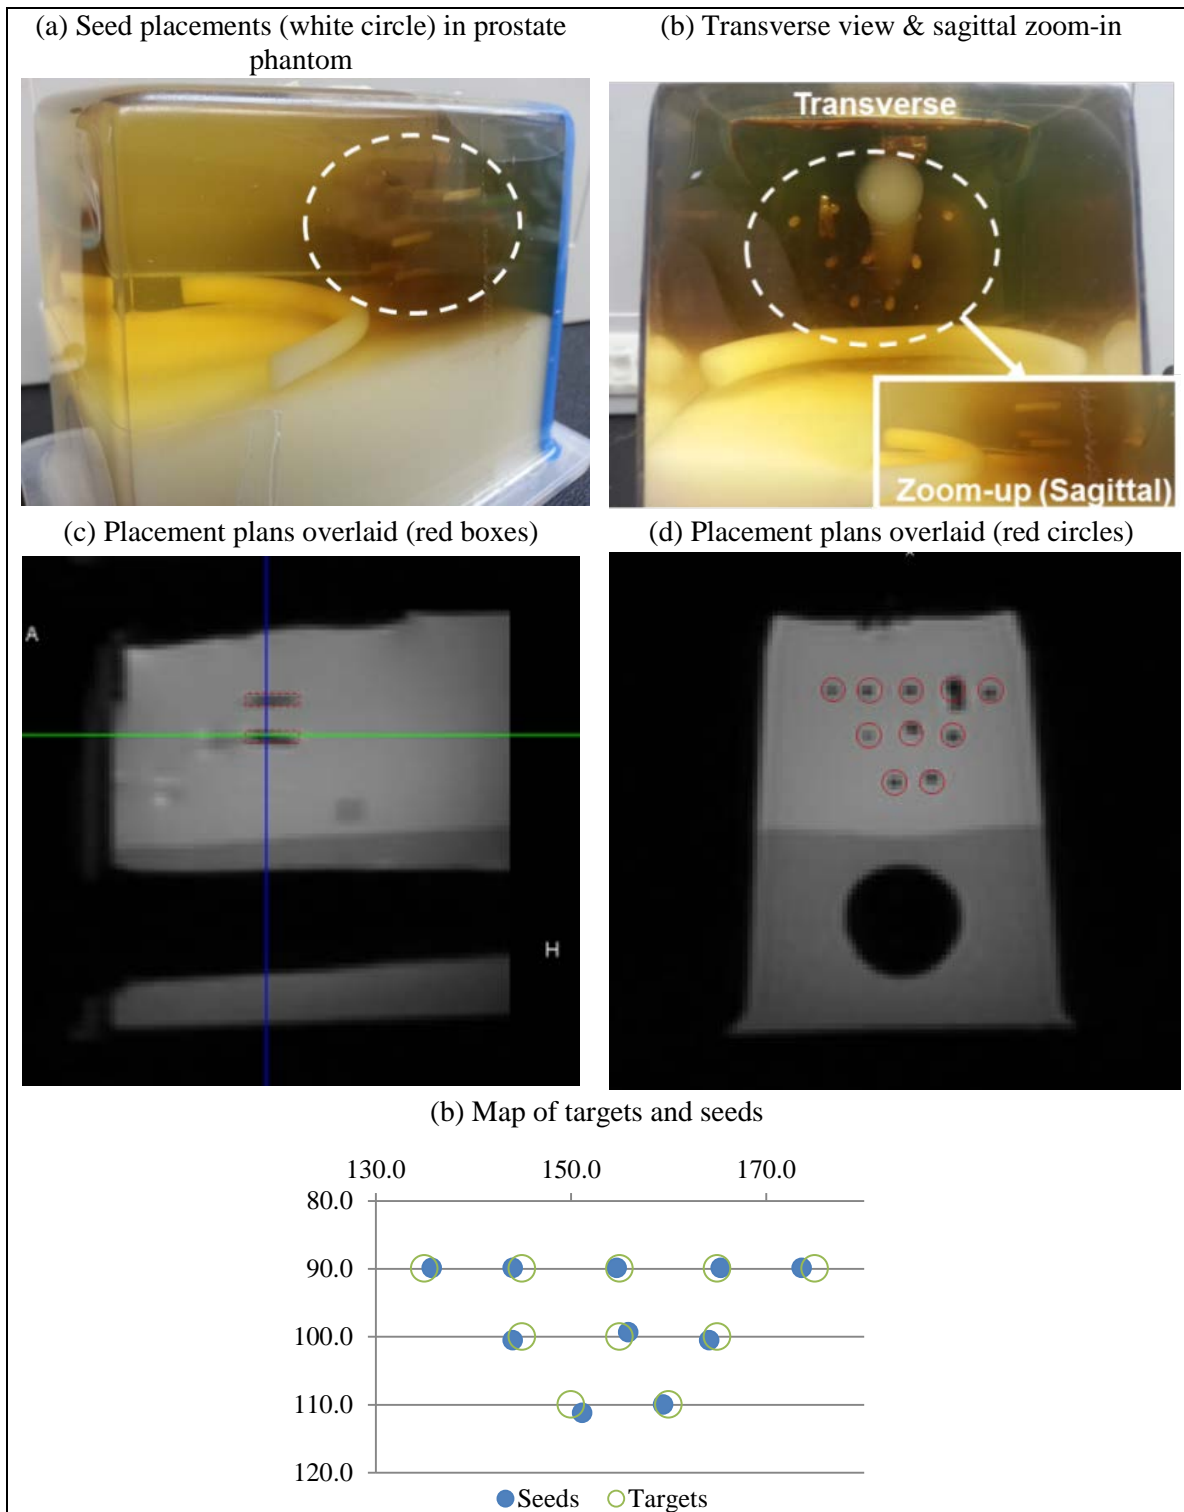 (a) Seed placements (white circle) in prostate
phantom
(b) Transverse view & sagittal zoom-in
Transverse
Zoom-up (Sagittal)
(c) Placement plans overlaid (red boxes)
(d) Placement plans overlaid (red circles)
A
H
(b) Map of targets and seeds
130.0 150.0 170.0
80.0
90.0
100.0
110.0
120.0
Seeds Targets